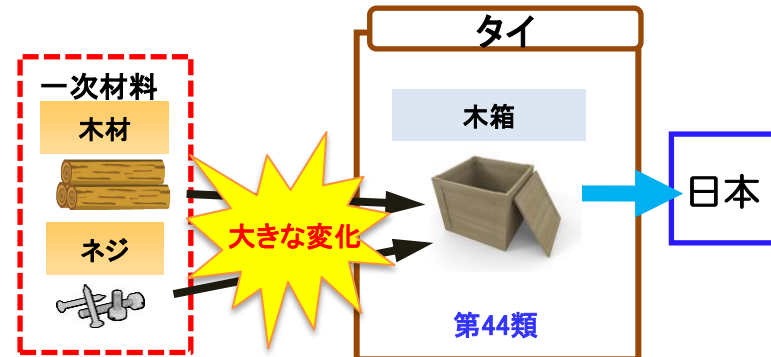 タイ
一次材料
木材
木箱
日本
大きな変化
ネジ
第44類